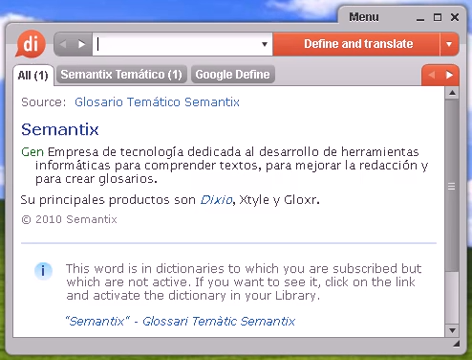 Menu
di
Define and translate
All (1)
Semantix Temático (1)
Google Define
Source: Glosario Temático Semantix
Semantix
Gen Empresa de tecnología dedicada al desarrollo de herramientas
informáticas para comprender textos, para mejorar la redacción y
para crear glosarios.
Su principales productos son Dixio, Xtyle y Gloxr.
© 2010 Semantix
i
This word is in dictionaries to which you are subscribed but
which are not active. If you want to see it, click on the link
and activate the dictionary in your Library.
"Semantix" - Glossari Temàtic Semantix